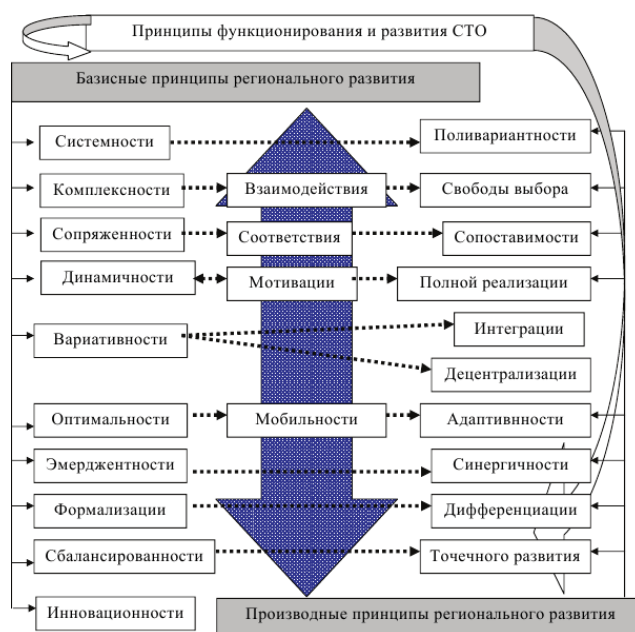 Принципы функционирования и развития СТО
Базисные принципы регионального развития
Системности
Поливариантности
Комплексности
Взаимодействия
Свободы выбора
Сопряженности
Соответствия
Сопоставимости
Динамичности
Мотивации
Полной реализации
Вариативности
Интеграции
Децентрализации
Оптимальности
Мобильности
Адаптивнности
Эмерджентности
Синергичности
Формализации
Дифференциации
Сбалансированности
Точечного развития
Инновационности
Производные принципы регионального развития